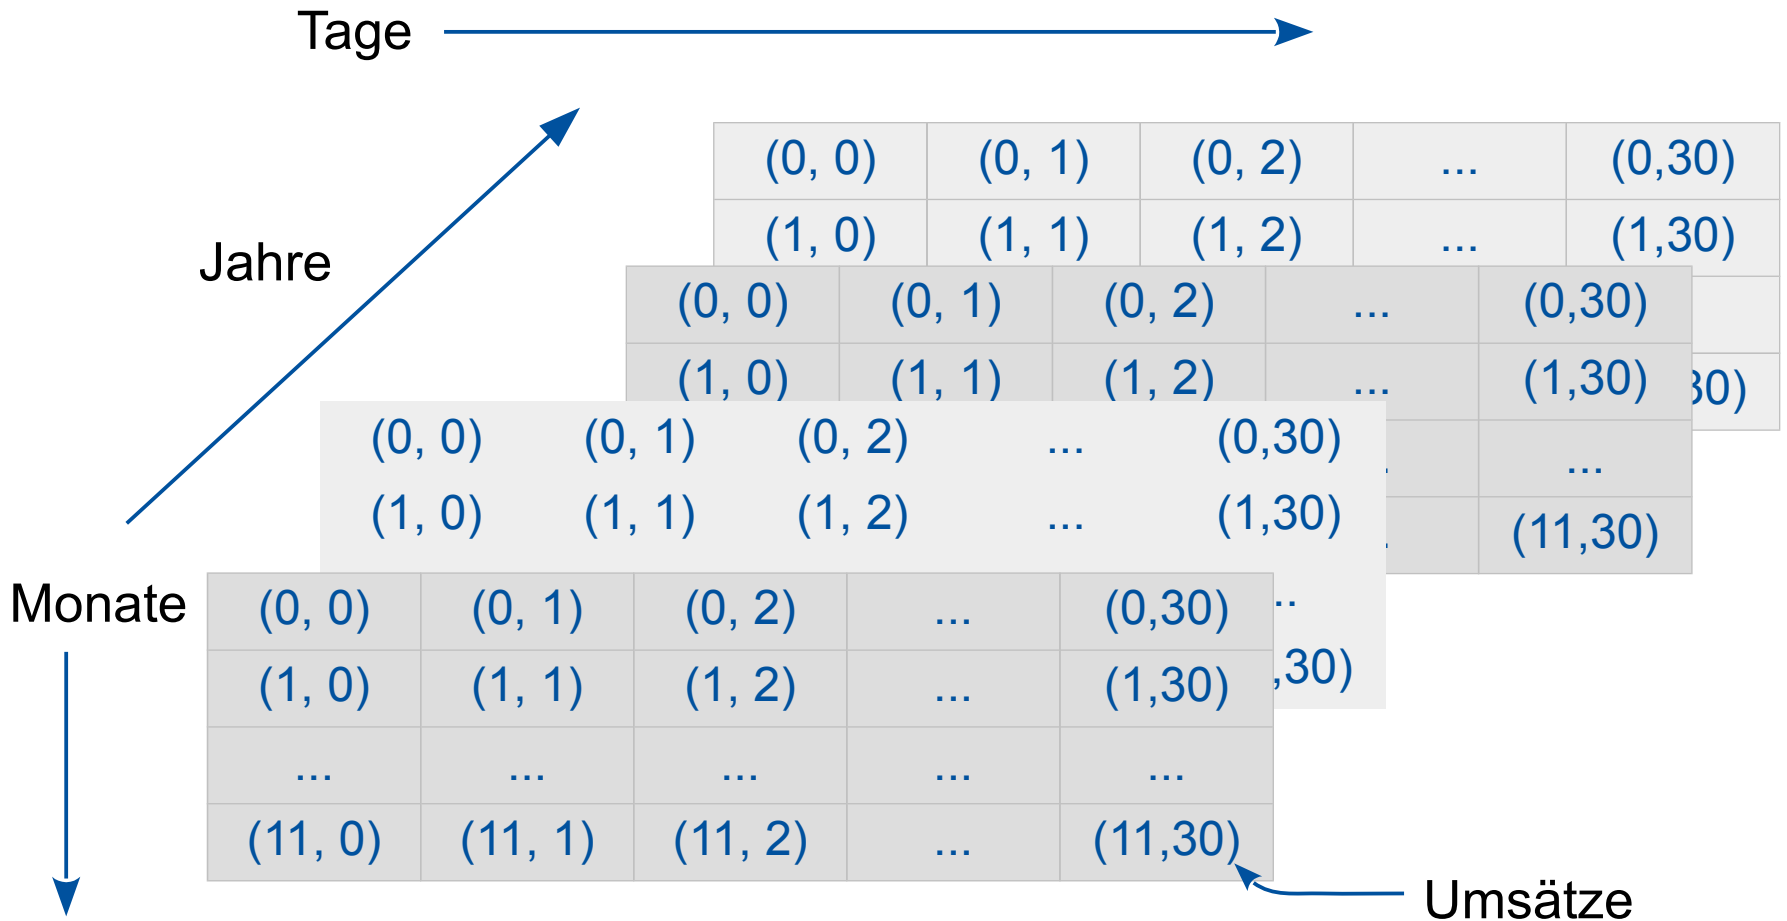 Tage
Jahre
(0, 0) (0, 1) (0, 2) ... (0,30)
(1, 0) (1, 1) (1, 2) ... (1,30)
30)
(0, 0) (0, 1) (0, 2) ... (0,30)
(1, 0) (1, 1) (1, 2) ... (1,30)
...
(11,30)
(0, 0) (0, 1) (0, 2) ... (0,30)
(1, 0) (1, 1) (1, 2) ... (1,30)
..
,30)
Monate
(0, 0) (0, 1) (0, 2) ... (0,30)
(1, 0) (1, 1) (1, 2) ... (1,30)
... ... ... ... ...
(11, 0) (11, 1) (11, 2) ... (11,30)
Umsätze